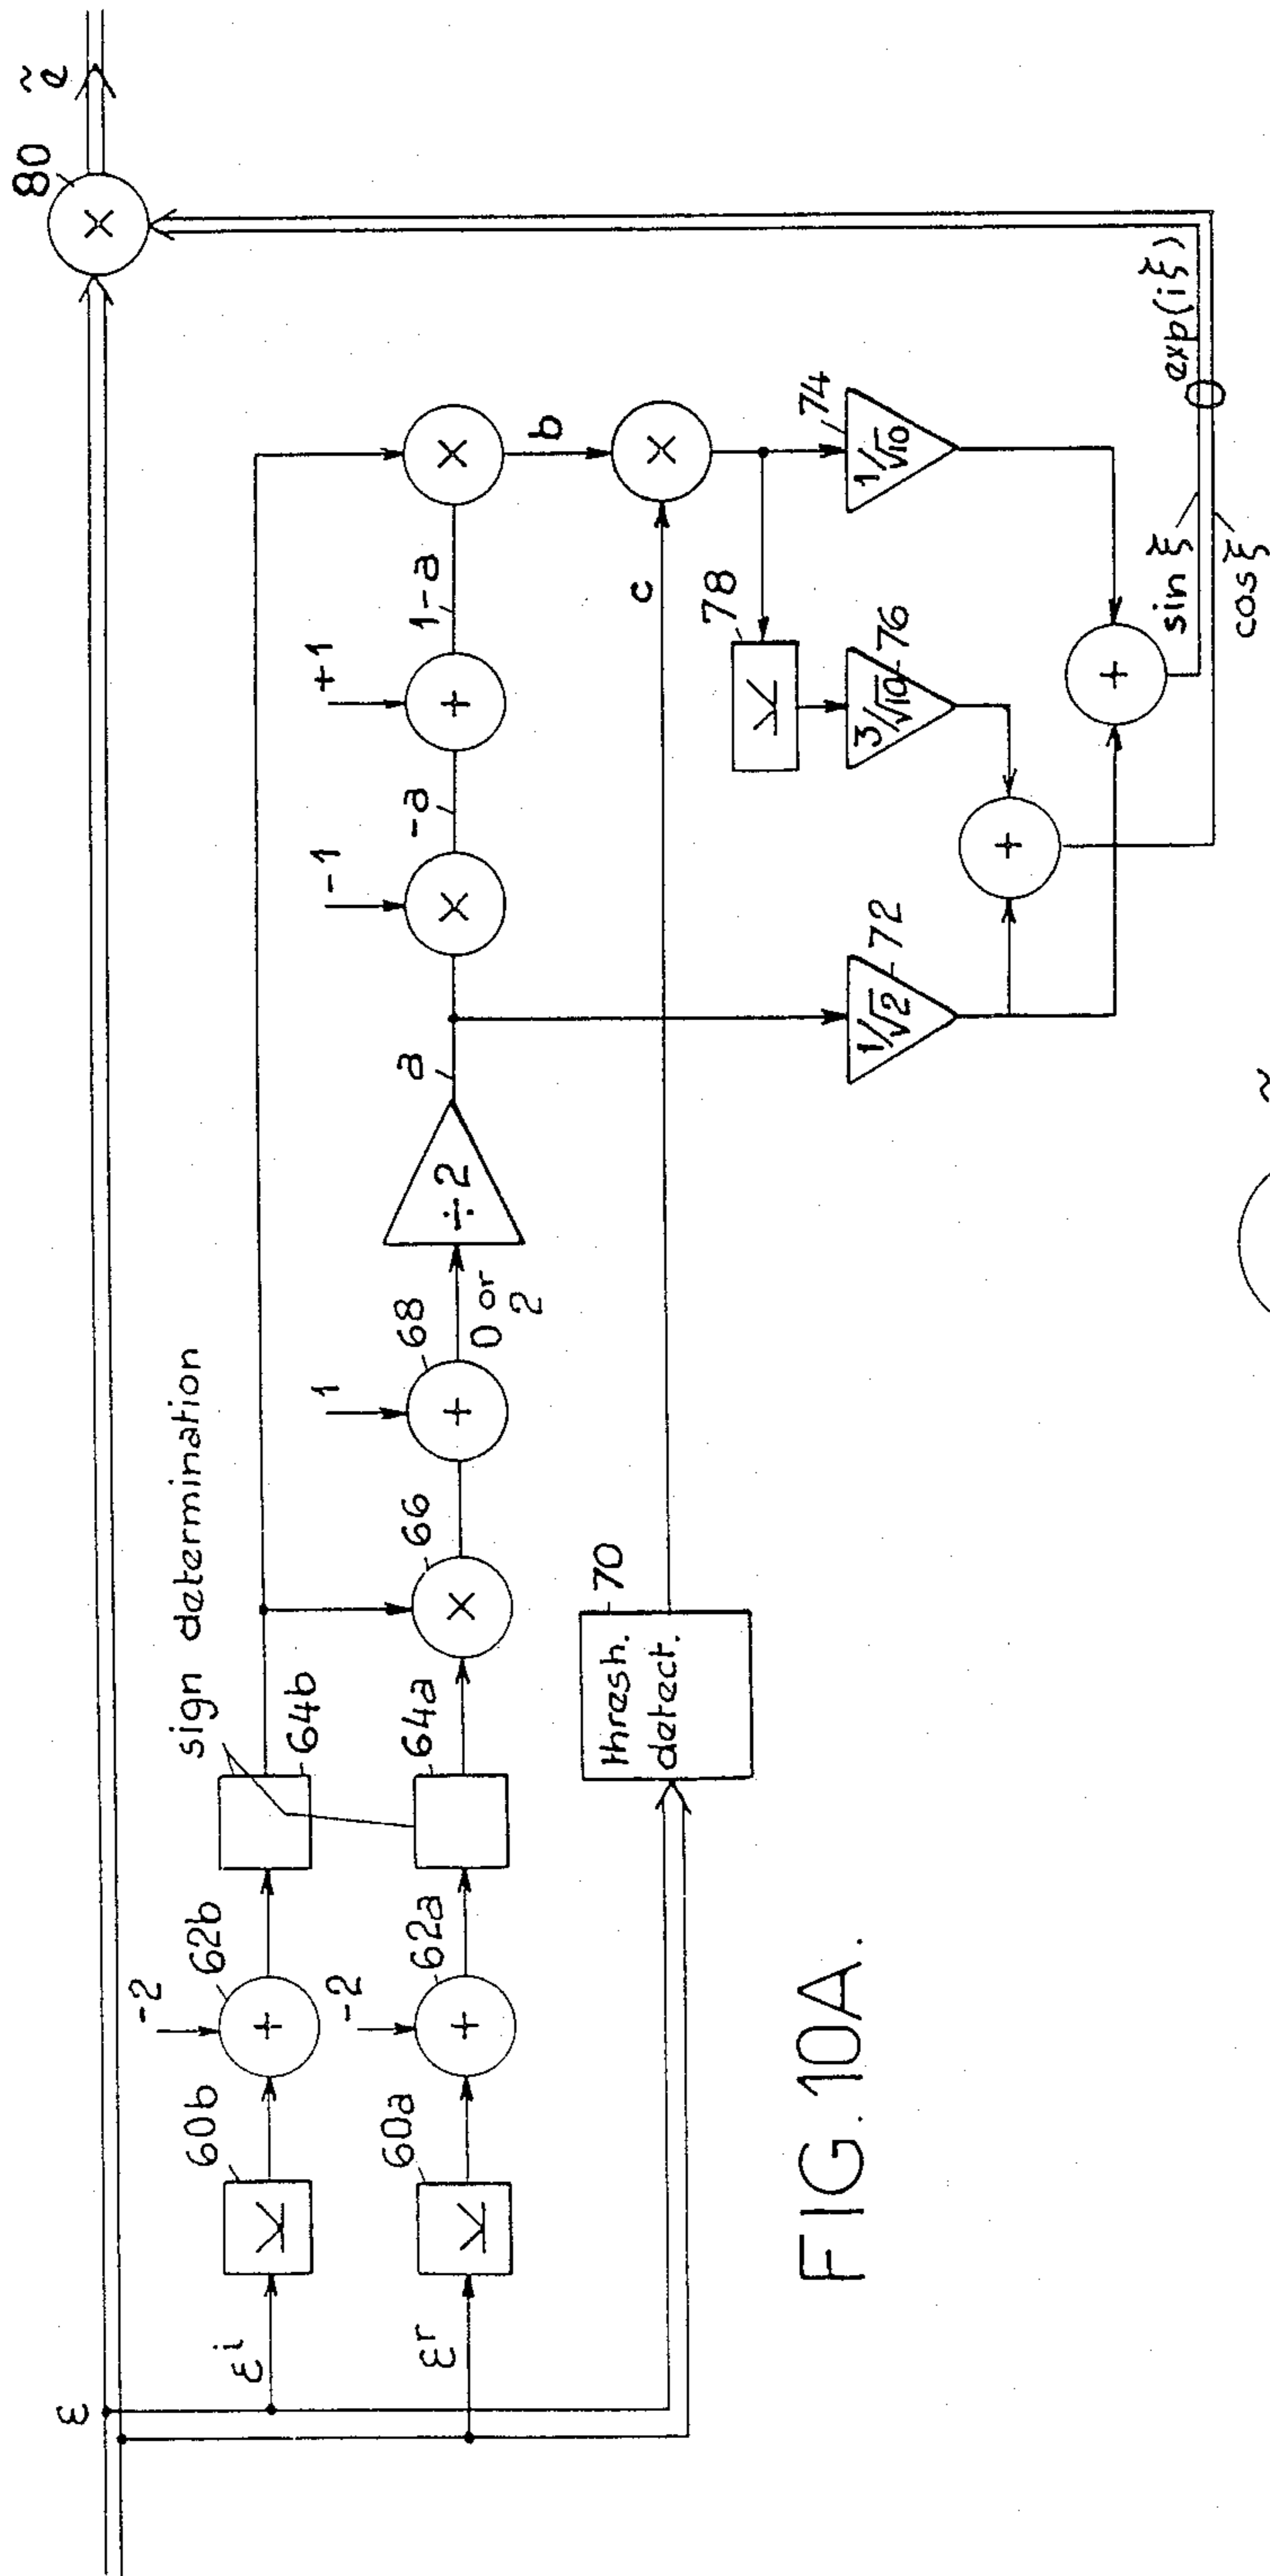 ε
80
ẽ
sign determination
-2
62b
60b
64b
ε^i
-2
62a
60a
64a
ε^r
66
1
68
0 or
2
÷2
a
-1
-a
+1
1-a
b
c
thresh.
detect.
70
1/√2
72
78
3/√10
76
1/√10
74
sin ξ
cos ξ
exp(iξ)
FIG.10A.